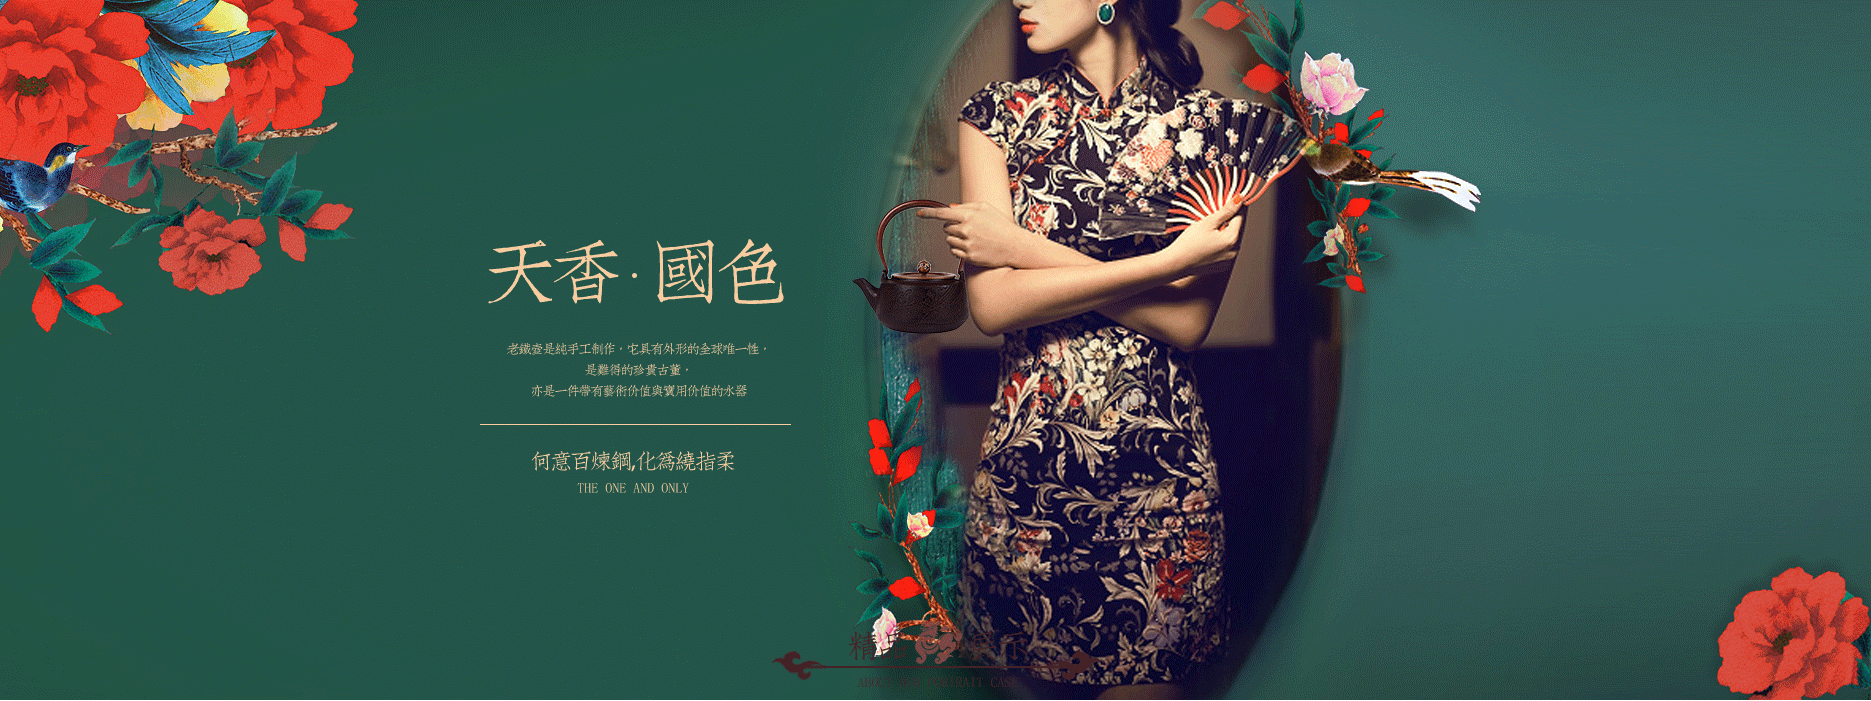 天香·國色
老鐵壺是純手工制作，它具有外形的全球唯一性，
是難得的珍貴古董，
亦是一件帶有藝術价值與實用价值的水器
何意百煉鋼,化為繞指柔
THE ONE AND ONLY
精